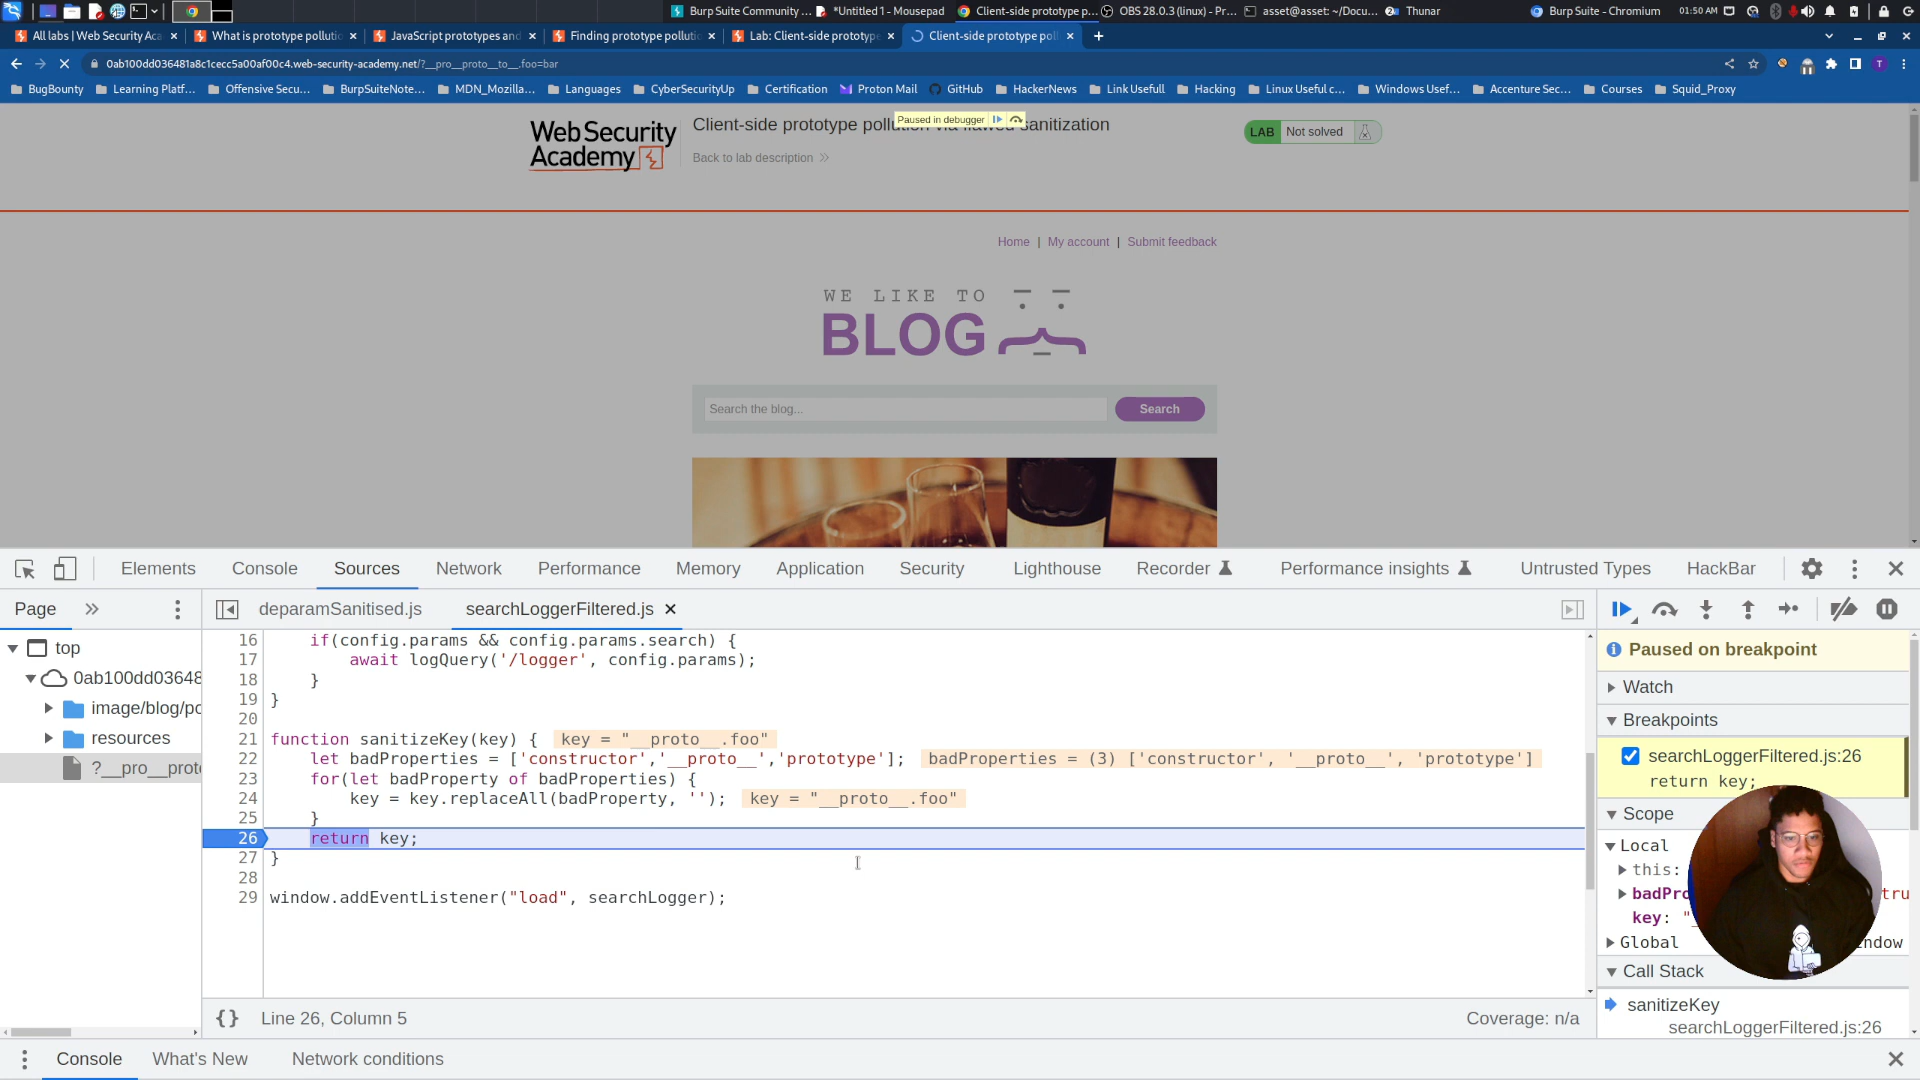 Burp Suite Community ...
*Untitled 1 - Mousepad
Client-side prototype p...
OBS 28.0.3 (linux) - Pr...
asset@asset: ~/Docu...
Thunar
Burp Suite - Chromium
01:50 AM
All labs | Web Security Aca
What is prototype pollutio
JavaScript prototypes and
Finding prototype pollutio
Lab: Client-side prototype
Client-side prototype poll
0ab100dd036481a8c1cecc5a00af00c4.web-security-academy.net/?__pro__proto__to__.foo=bar
T
BugBounty
Learning Platf...
Offensive Secu...
BurpSuiteNote...
MDN_Mozilla...
Languages
CyberSecurityUp
Certification
Proton Mail
GitHub
HackerNews
Link Usefull
Hacking
Linux Useful c...
Windows Usef...
Accenture Sec...
Courses
Squid_Proxy
WebSecurity
Academy
Client-side prototype pollution via flawed sanitization
Paused in debugger
Back to lab description
LAB Not solved
Home | My account | Submit feedback
WE LIKE TO
BLOG
Search the blog...
Search
Elements
Console
Sources
Network
Performance
Memory
Application
Security
Lighthouse
Recorder
Performance insights
Untrusted Types
HackBar
Page
deparamSanitised.js
searchLoggerFiltered.js
top
0ab100dd03648
image/blog/po
resources
?__pro__proto
16 if(config.params && config.params.search) {
17 await logQuery('/logger', config.params);
18 }
19 }
20
21 function sanitizeKey(key) { key = "__proto__.foo"
22 let badProperties = ['constructor','__proto__','prototype']; badProperties = (3) ['constructor', '__proto__', 'prototype']
23 for(let badProperty of badProperties) {
24 key = key.replaceAll(badProperty, ''); key = "__proto__.foo"
25 }
26 return key;
27 }
28
29 window.addEventListener("load", searchLogger);
{ } Line 26, Column 5
Coverage: n/a
Paused on breakpoint
Watch
Breakpoints
searchLoggerFiltered.js:26
return key;
Scope
Local
this:
key: "
Global
Call Stack
sanitizeKey
searchLoggerFiltered.js:26
Console
What's New
Network conditions